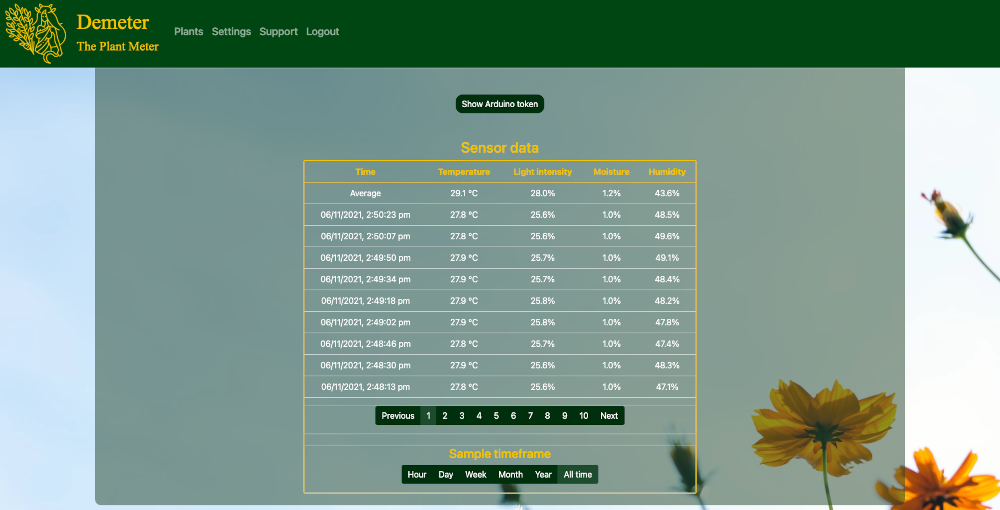 Demeter
The Plant Meter
Plants Settings Support Logout
Show Arduino token
Sensor data
Time Temperature Light intensity Moisture Humidity
Average 29.1 °C 28.0% 1.2% 43.6%
06/11/2021, 2:50:23 pm 27.8 °C 25.6% 1.0% 48.5%
06/11/2021, 2:50:07 pm 27.8 °C 25.6% 1.0% 49.6%
06/11/2021, 2:49:50 pm 27.9 °C 25.7% 1.0% 49.1%
06/11/2021, 2:49:34 pm 27.9 °C 25.7% 1.0% 48.4%
06/11/2021, 2:49:18 pm 27.9 °C 25.8% 1.0% 48.2%
06/11/2021, 2:49:02 pm 27.9 °C 25.8% 1.0% 47.8%
06/11/2021, 2:48:46 pm 27.8 °C 25.7% 1.0% 47.4%
06/11/2021, 2:48:30 pm 27.9 °C 25.6% 1.0% 48.3%
06/11/2021, 2:48:13 pm 27.8 °C 25.6% 1.0% 47.1%
Previous 1 2 3 4 5 6 7 8 9 10 Next
Sample timeframe
Hour Day Week Month Year All time